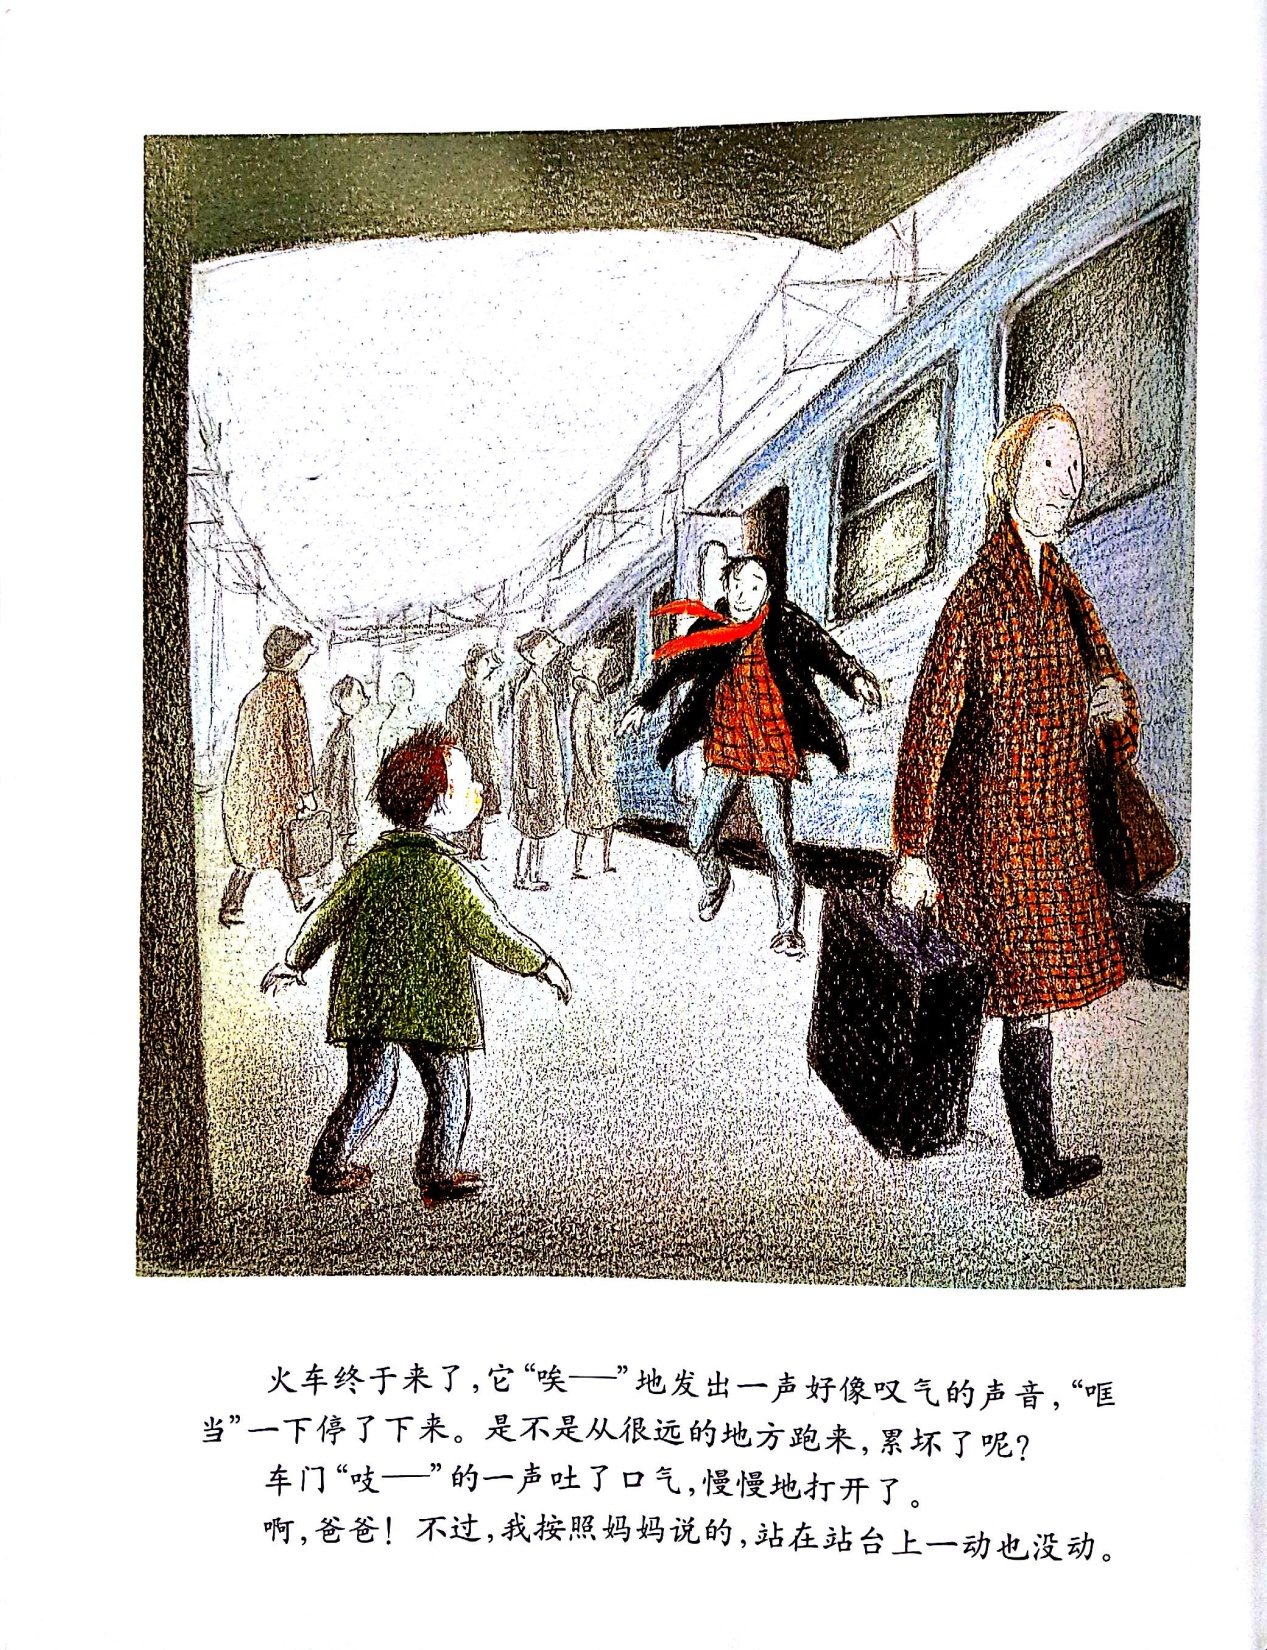 火车终于来了,它“唉——”地发出一声好像叹气的声音,“哐
当”一下停了下来。是不是从很远的地方跑来,累坏了呢?
车门“吱——”的一声吐了口气,慢慢地打开了。
啊,爸爸! 不过,我按照妈妈说的,站在站台上一动也没动。